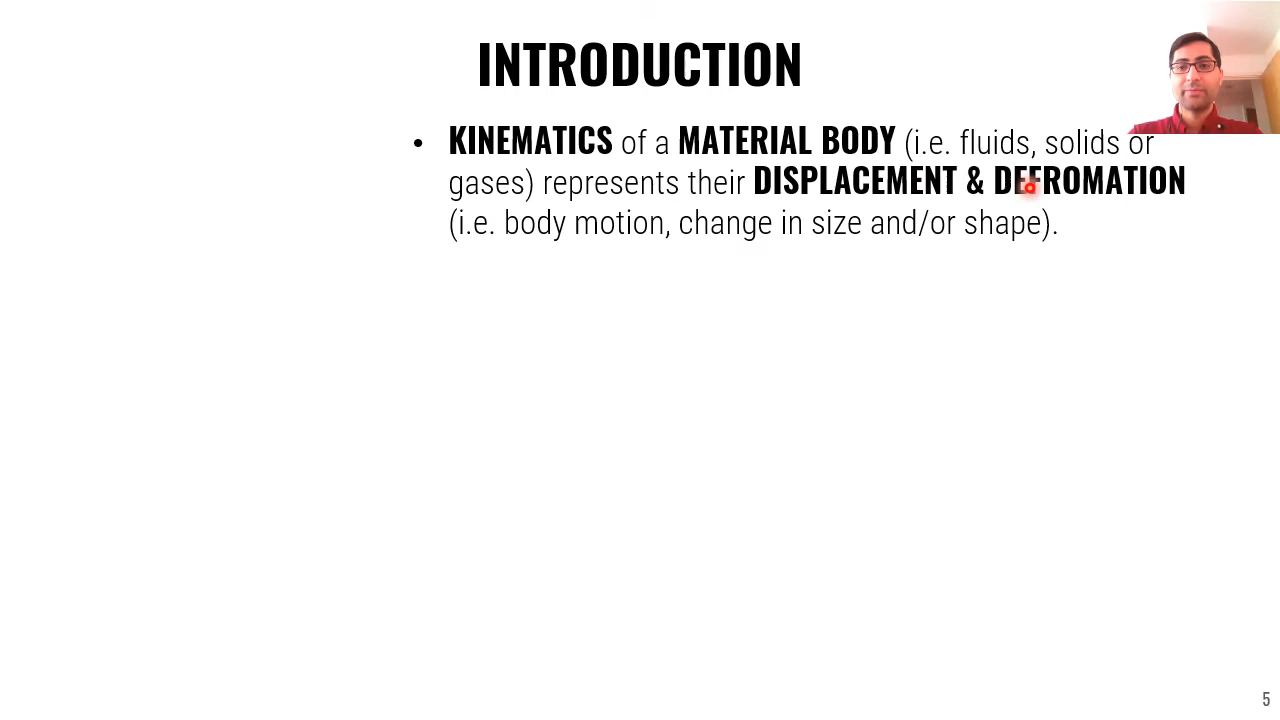 INTRODUCTION
• KINEMATICS of a MATERIAL BODY (i.e. fluids, solids or
gases) represents their DISPLACEMENT & DEFROMATION
(i.e. body motion, change in size and/or shape).
5